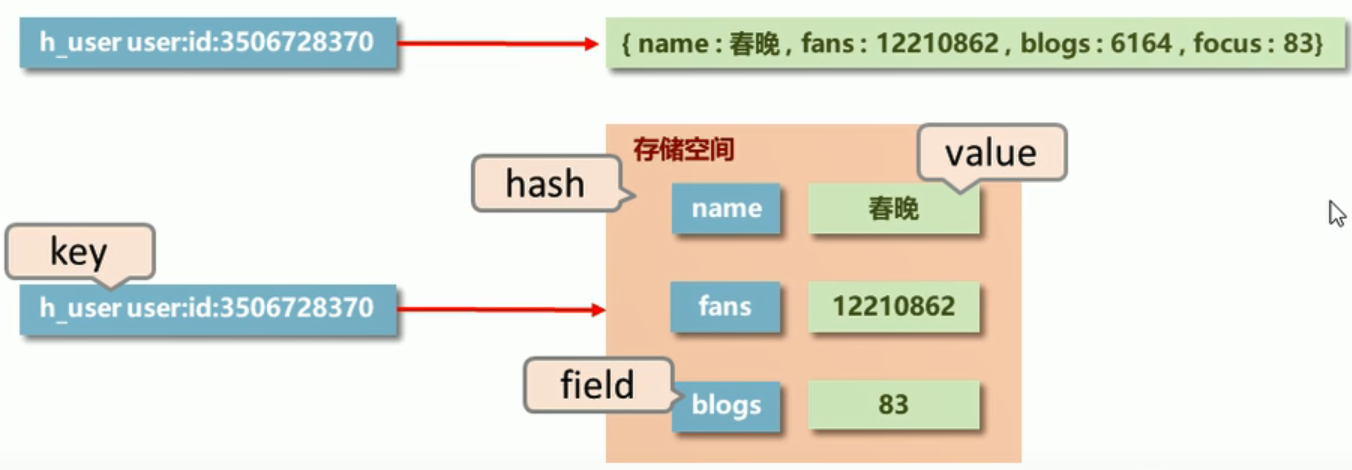 h_user user:id:3506728370
{ name : 春晚 , fans : 12210862 , blogs : 6164 , focus : 83}
存储空间
value
hash
name
春晚
key
h_user user:id:3506728370
fans
12210862
field
blogs
83